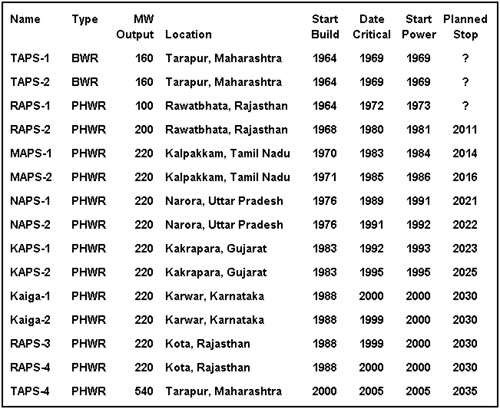 Name Type MW Output Location Start Build Date Critical Start Power Planned Stop
TAPS-1 BWR 160 Tarapur, Maharashtra 1964 1969 1969 ?
TAPS-2 BWR 160 Tarapur, Maharashtra 1964 1969 1969 ?
RAPS-1 PHWR 100 Rawatbhata, Rajasthan 1964 1972 1973 ?
RAPS-2 PHWR 200 Rawatbhata, Rajasthan 1968 1980 1981 2011
MAPS-1 PHWR 220 Kalpakkam, Tamil Nadu 1970 1983 1984 2014
MAPS-2 PHWR 220 Kalpakkam, Tamil Nadu 1971 1985 1986 2016
NAPS-1 PHWR 220 Narora, Uttar Pradesh 1976 1989 1991 2021
NAPS-2 PHWR 220 Narora, Uttar Pradesh 1976 1991 1992 2022
KAPS-1 PHWR 220 Kakrapara, Gujarat 1983 1992 1993 2023
KAPS-2 PHWR 220 Kakrapara, Gujarat 1983 1995 1995 2025
Kaiga-1 PHWR 220 Karwar, Karnataka 1988 2000 2000 2030
Kaiga-2 PHWR 220 Karwar, Karnataka 1988 1999 2000 2030
RAPS-3 PHWR 220 Kota, Rajasthan 1988 1999 2000 2030
RAPS-4 PHWR 220 Kota, Rajasthan 1988 2000 2000 2030
TAPS-4 PHWR 540 Tarapur, Maharashtra 2000 2005 2005 2035